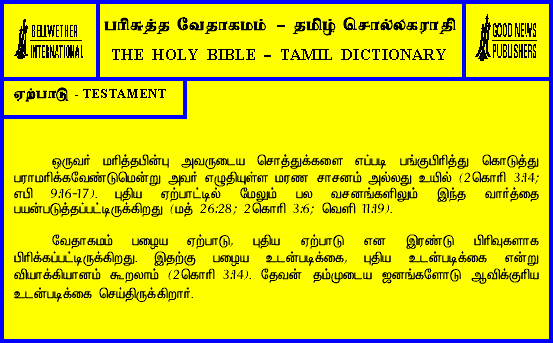 BELLWETHER
INTERNATIONAL
பரிசுத்த வேதாகமம் – தமிழ் சொல்லகராதி
THE HOLY BIBLE – TAMIL DICTIONARY
GOOD NEWS
PUBLISHERS
ஏற்பாடு - TESTAMENT
ஒருவர் மரித்தபின்பு அவருடைய சொத்துக்களை எப்படி பங்குபிரித்து கொடுத்து
பராமரிக்கவேண்டுமென்று அவர் எழுதியுள்ள மரண சாசனம் அல்லது உயில் (2கொரி 3:14;
எபி 9:16-17). புதிய ஏற்பாட்டில் மேலும் பல வசனங்களிலும் இந்த வார்த்தை
பயன்படுத்தப்பட்டிருக்கிறது (மத் 26:28; 2கொரி 3:6; வெளி 11:19).
வேதாகமம் பழைய ஏற்பாடு, புதிய ஏற்பாடு என இரண்டு பிரிவுகளாக
பிரிக்கப்பட்டிருக்கிறது. இதற்கு பழைய உடன்படிக்கை, புதிய உடன்படிக்கை என்று
வியாக்கியானம் கூறலாம் (2கொரி 3:14). தேவன் தம்முடைய ஜனங்களோடு ஆவிக்குரிய
உடன்படிக்கை செய்திருக்கிறார்.